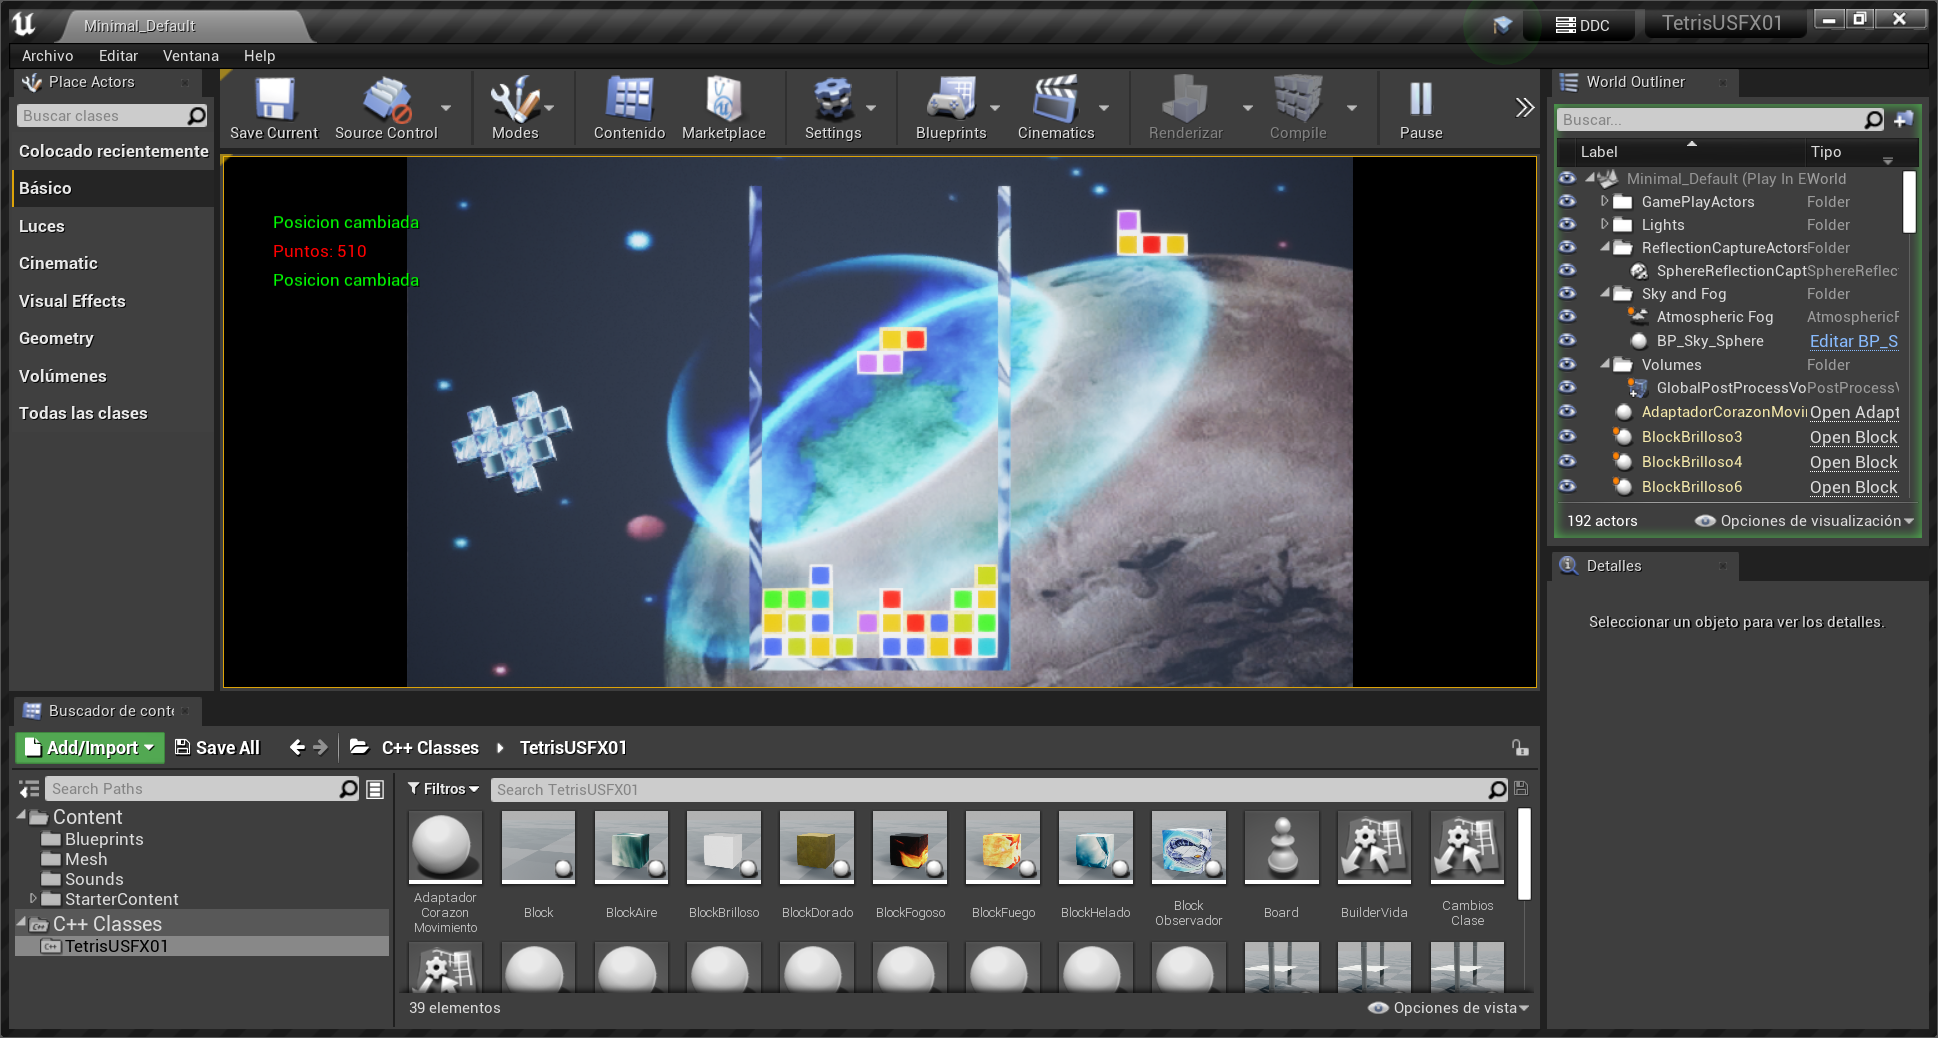 Minimal_Default
DDC
TetrisUSFX01
Archivo
Editar
Ventana
Help
Place Actors
Buscar clases
Colocado recientemente
Básico
Luces
Cinematic
Visual Effects
Geometry
Volúmenes
Todas las clases
Save Current
Source Control
Modes
Contenido
Marketplace
Settings
Blueprints
Cinematics
Renderizar
Compile
Pause
Posicion cambiada
Puntos: 510
Posicion cambiada
World Outliner
Buscar...
Label
Tipo
Minimal_Default (Play In E
World
GamePlayActors
Folder
Lights
Folder
ReflectionCaptureActors
Folder
SphereReflectionCapt
SphereReflec
Sky and Fog
Folder
Atmospheric Fog
AtmosphericF
BP_Sky_Sphere
Editar BP_S
Volumes
Folder
GlobalPostProcessVo
PostProcessV
AdaptadorCorazonMovi
Open Adapt
BlockBrilloso3
Open Block
BlockBrilloso4
Open Block
BlockBrilloso6
Open Block
192 actors
Opciones de visualización
Detalles
Seleccionar un objeto para ver los detalles.
Buscador de conte
Add/Import
Save All
C++ Classes
TetrisUSFX01
Search Paths
Content
Blueprints
Mesh
Sounds
StarterContent
C++ Classes
TetrisUSFX01
Filtros
Search TetrisUSFX01
Adaptador
Corazon
Movimiento
Block
BlockAire
BlockBrilloso
BlockDorado
BlockFogoso
BlockFuego
BlockHelado
Block
Observador
Board
BuilderVida
Cambios
Clase
39 elementos
Opciones de vista